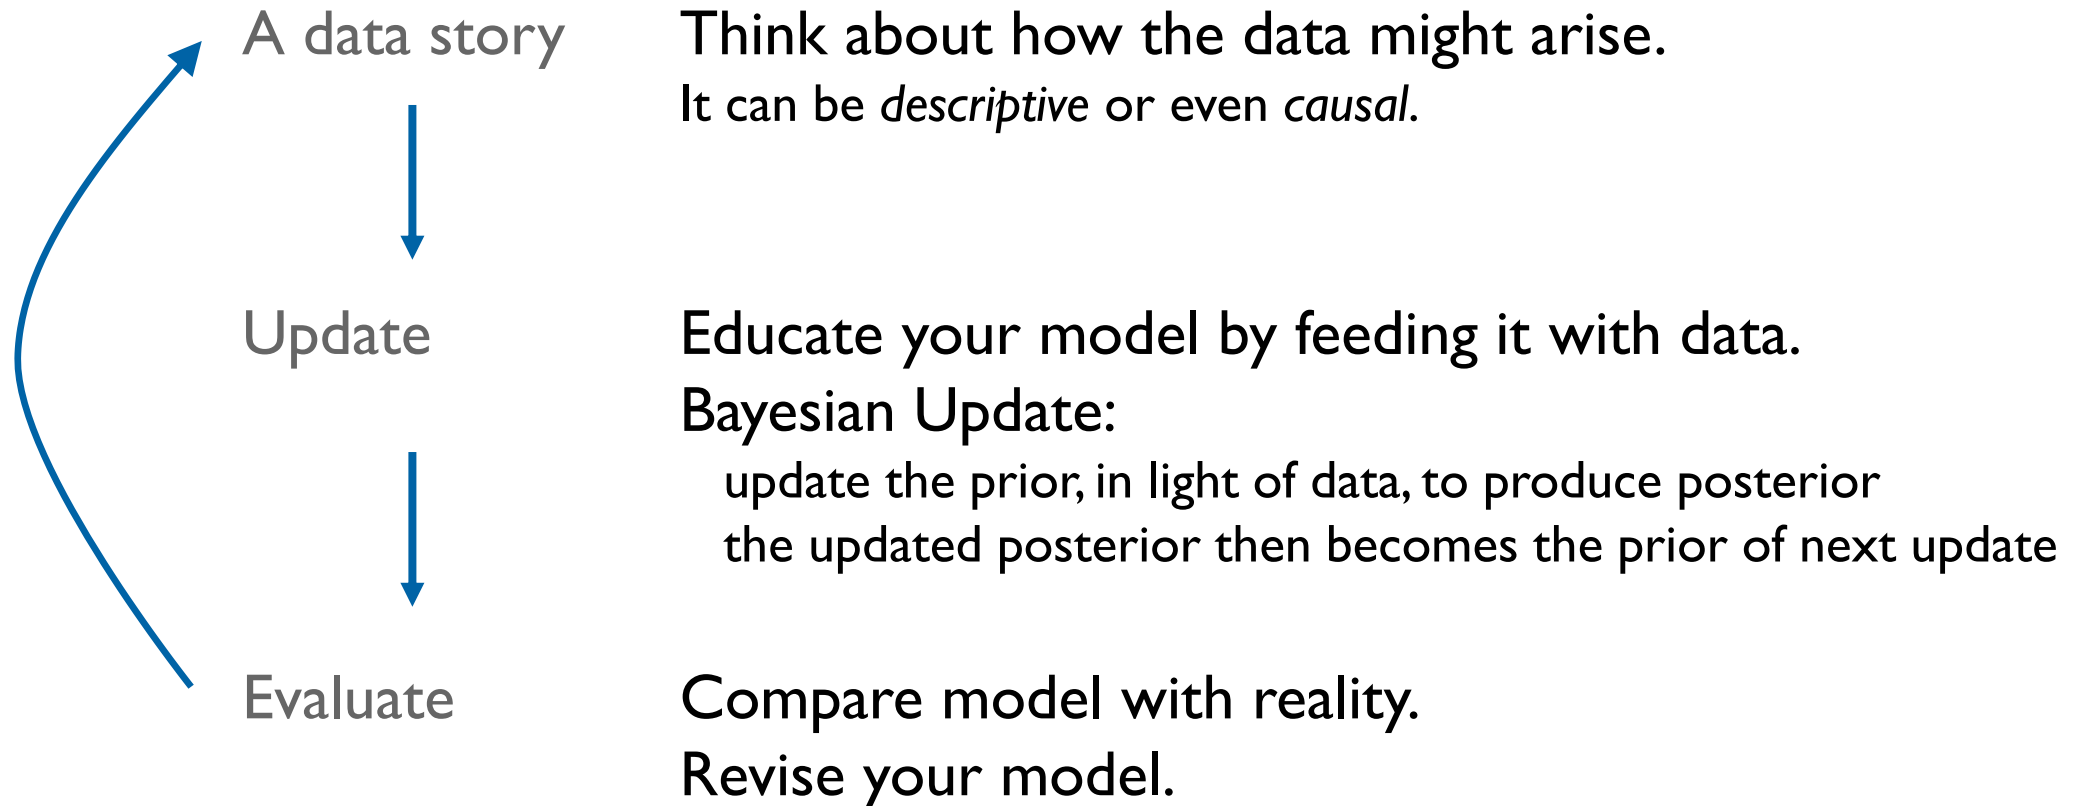 A data story
Think about how the data might arise.
It can be descriptive or even causal.
Update
Educate your model by feeding it with data.
Bayesian Update:
update the prior, in light of data, to produce posterior
the updated posterior then becomes the prior of next update
Evaluate
Compare model with reality.
Revise your model.